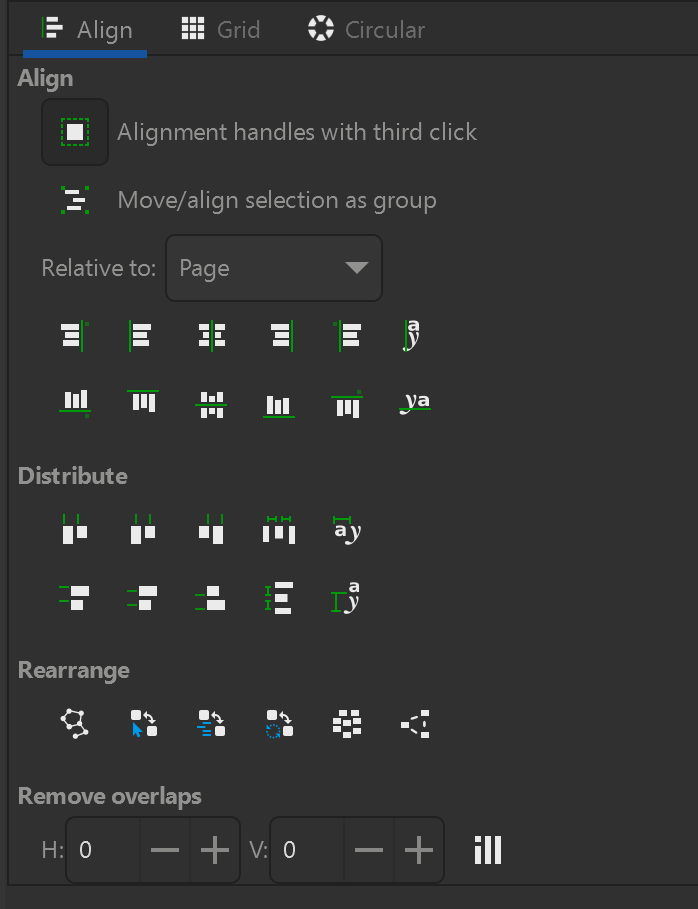 Align Grid Circular
Align
Alignment handles with third click
Move/align selection as group
Relative to: Page
Distribute
Rearrange
Remove overlaps
H: 0 V: 0